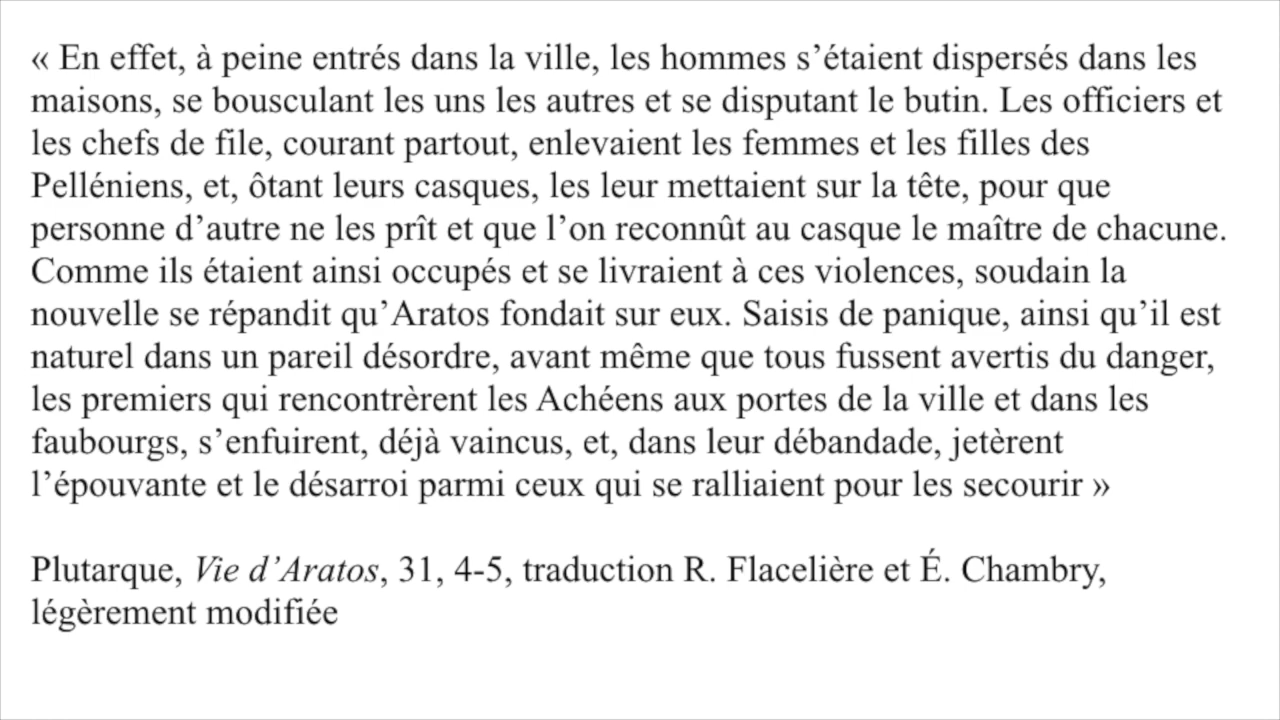 « En effet, à peine entrés dans la ville, les hommes s’étaient dispersés dans les
maisons, se bousculant les uns les autres et se disputant le butin. Les officiers et
les chefs de file, courant partout, enlevaient les femmes et les filles des
Pelléniens, et, ôtant leurs casques, les leur mettaient sur la tête, pour que
personne d’autre ne les prît et que l’on reconnût au casque le maître de chacune.
Comme ils étaient ainsi occupés et se livraient à ces violences, soudain la
nouvelle se répandit qu’Aratos fondait sur eux. Saisis de panique, ainsi qu’il est
naturel dans un pareil désordre, avant même que tous fussent avertis du danger,
les premiers qui rencontrèrent les Achéens aux portes de la ville et dans les
faubourgs, s’enfuirent, déjà vaincus, et, dans leur débandade, jetèrent
l’épouvante et le désarroi parmi ceux qui se ralliaient pour les secourir »
Plutarque, Vie d’Aratos, 31, 4-5, traduction R. Flacelière et É. Chambry,
légèrement modifiée